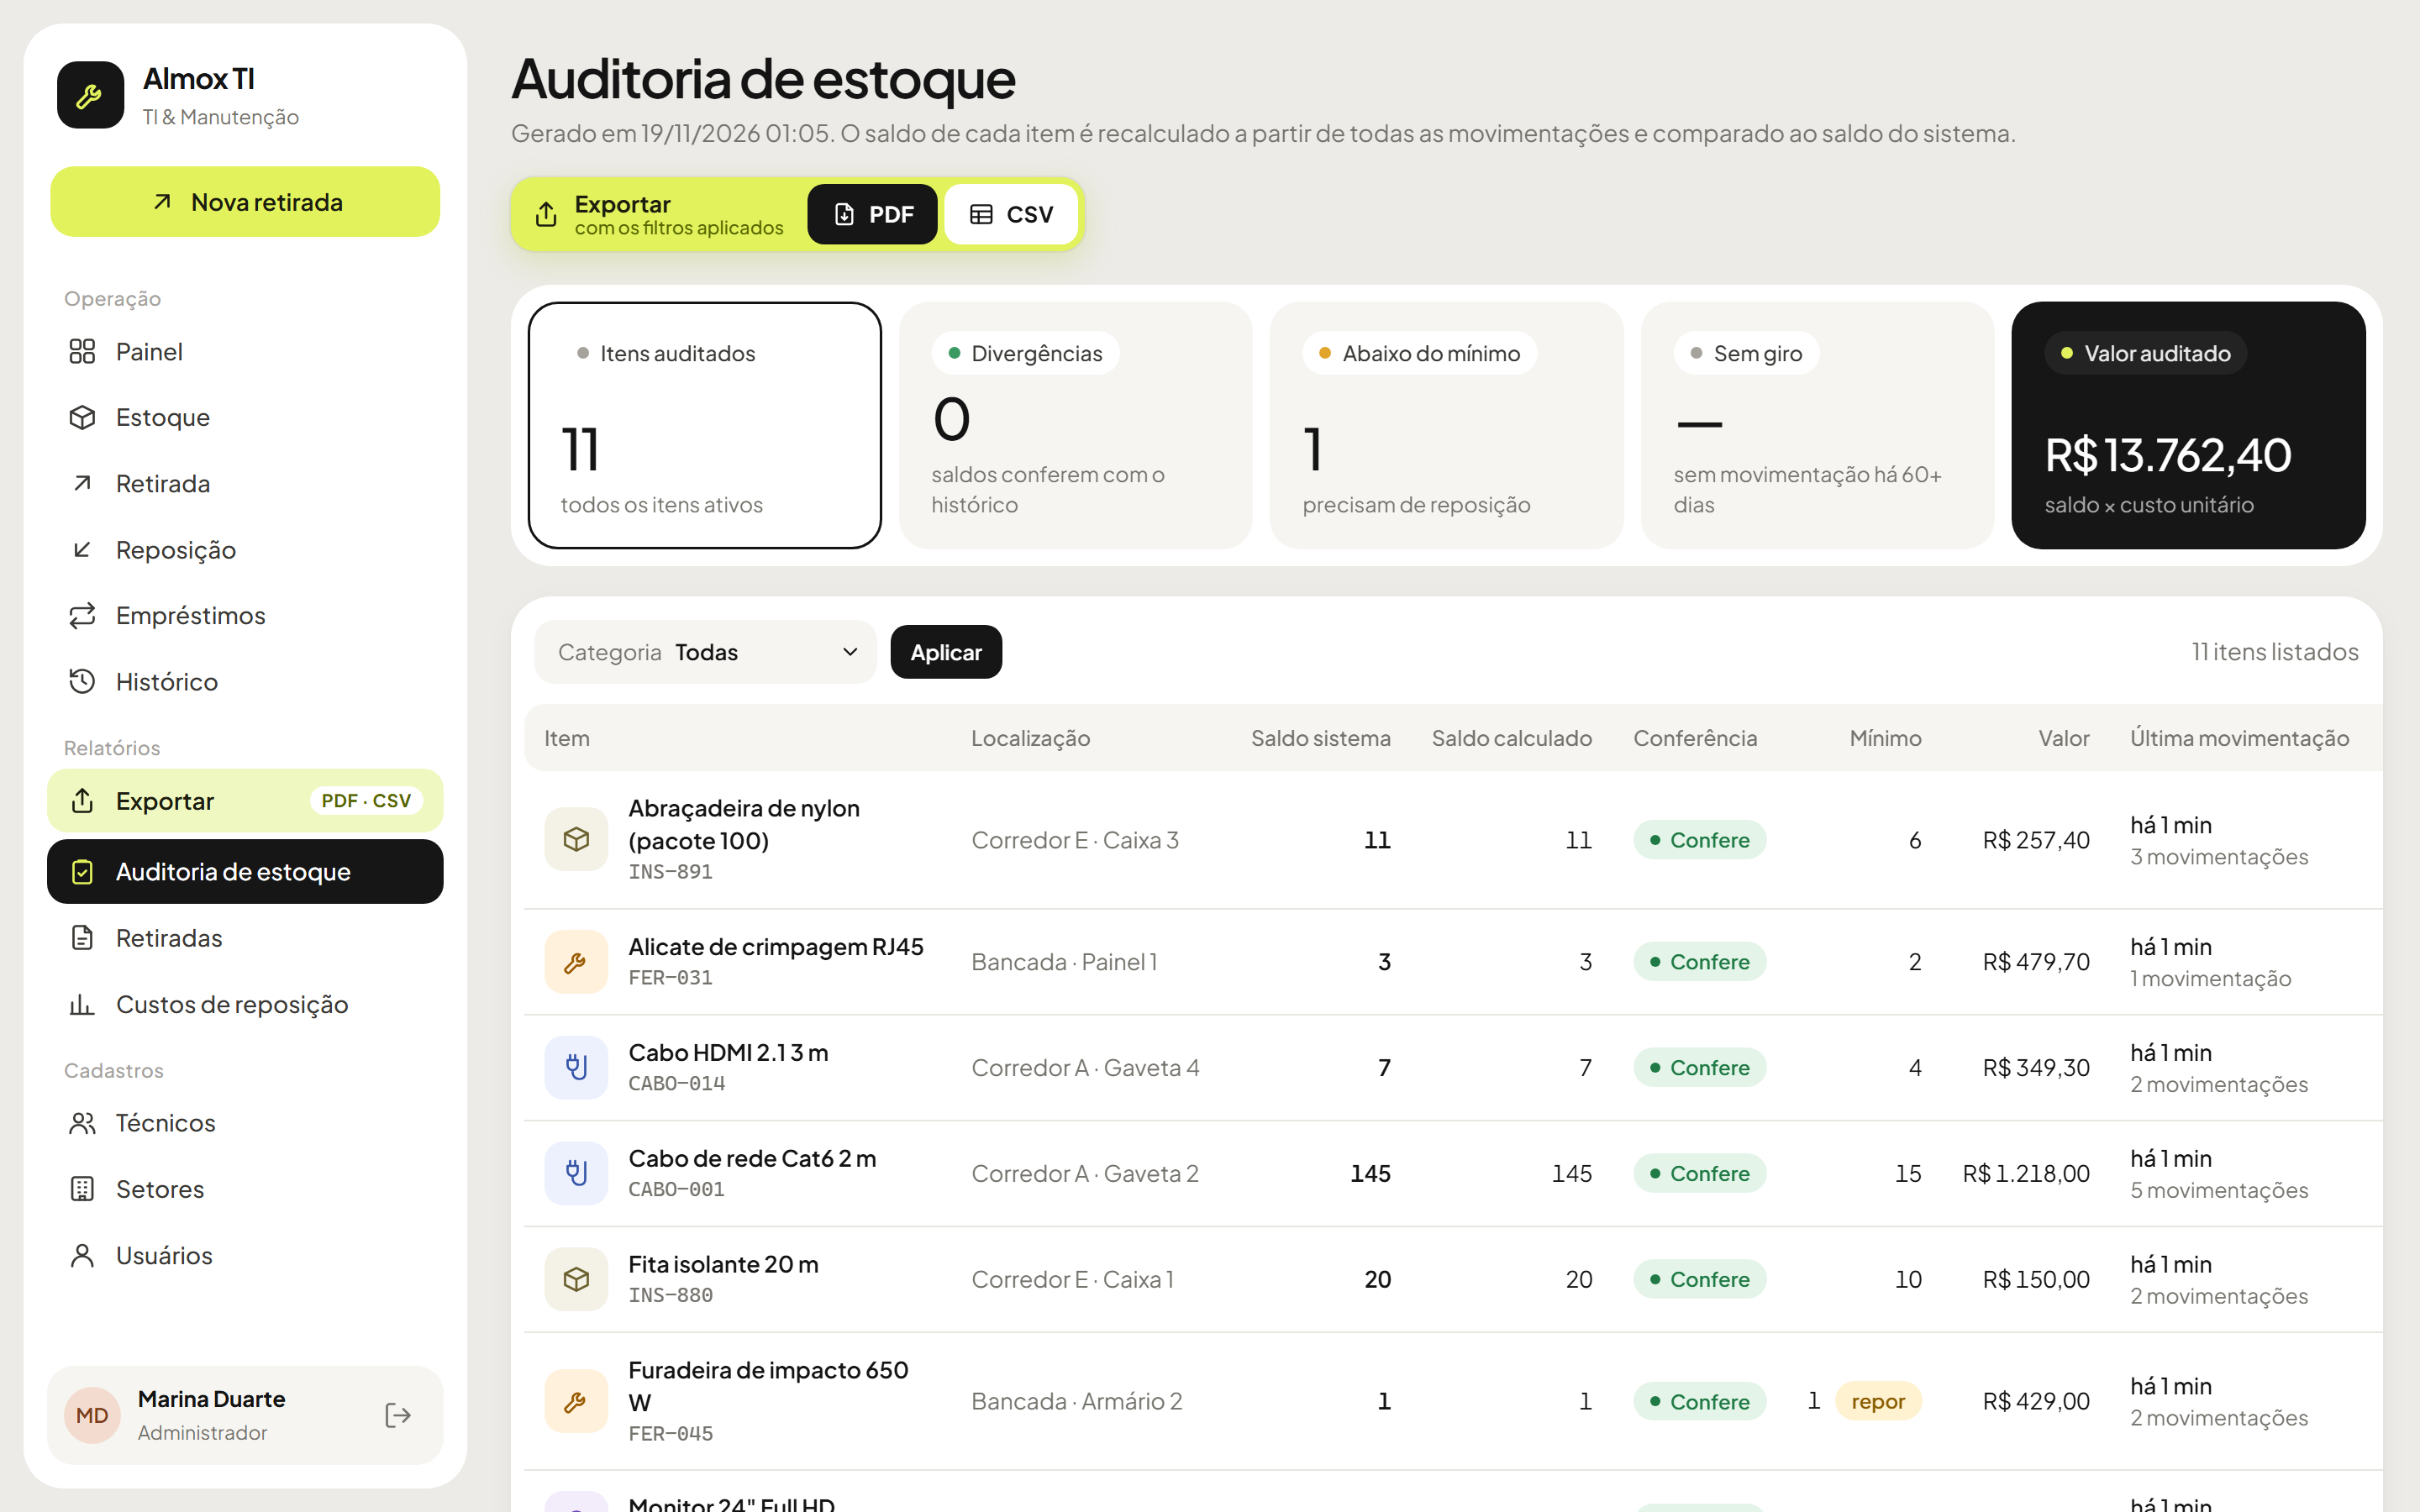 Almox TI
TI & Manutenção
Nova retirada
Operação
Painel
Estoque
Retirada
Reposição
Empréstimos
Histórico
Relatórios
Exportar PDF · CSV
Auditoria de estoque
Retiradas
Custos de reposição
Cadastros
Técnicos
Setores
Usuários
MD
Marina Duarte
Administrador
Auditoria de estoque
Gerado em 19/11/2026 01:05. O saldo de cada item é recalculado a partir de todas as movimentações e comparado ao saldo do sistema.
Exportar
com os filtros aplicados
PDF
CSV
Itens auditados
11
todos os itens ativos
Divergências
0
saldos conferem com o
histórico
Abaixo do mínimo
1
precisam de reposição
Sem giro
—
sem movimentação há 60+
dias
Valor auditado
R$ 13.762,40
saldo × custo unitário
Categoria Todas
Aplicar
11 itens listados
Item Localização Saldo sistema Saldo calculado Conferência Mínimo Valor Última movimentação
Abraçadeira de nylon
(pacote 100)
INS-891
Corredor E · Caixa 3 11 11 Confere 6 R$ 257,40
há 1 min
3 movimentações
Alicate de crimpagem RJ45
FER-031
Bancada · Painel 1 3 3 Confere 2 R$ 479,70
há 1 min
1 movimentação
Cabo HDMI 2.1 3 m
CABO-014
Corredor A · Gaveta 4 7 7 Confere 4 R$ 349,30
há 1 min
2 movimentações
Cabo de rede Cat6 2 m
CABO-001
Corredor A · Gaveta 2 145 145 Confere 15 R$ 1.218,00
há 1 min
5 movimentações
Fita isolante 20 m
INS-880
Corredor E · Caixa 1 20 20 Confere 10 R$ 150,00
há 1 min
2 movimentações
Furadeira de impacto 650
W
FER-045
Bancada · Armário 2 1 1 Confere 1 repor R$ 429,00
há 1 min
2 movimentações
Monitor 24" Full HD
há 1 min